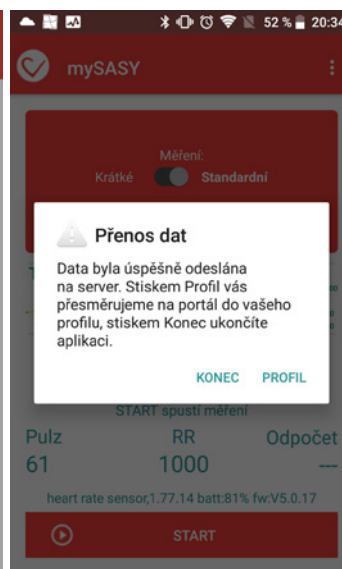 52 % 20:34
mySASY
Měření:
Krátké Standardní
Přenos dat
Data byla úspěšně odeslána
na server. Stiskem Profil vás
přesměrujeme na portál do vašeho
profilu, stiskem Konec ukončíte
aplikaci.
KONEC PROFIL
START spustí měření
Pulz RR Odpočet
61 1000 ---
heart rate sensor,1.77.14 batt:81% fw:V5.0.17
START